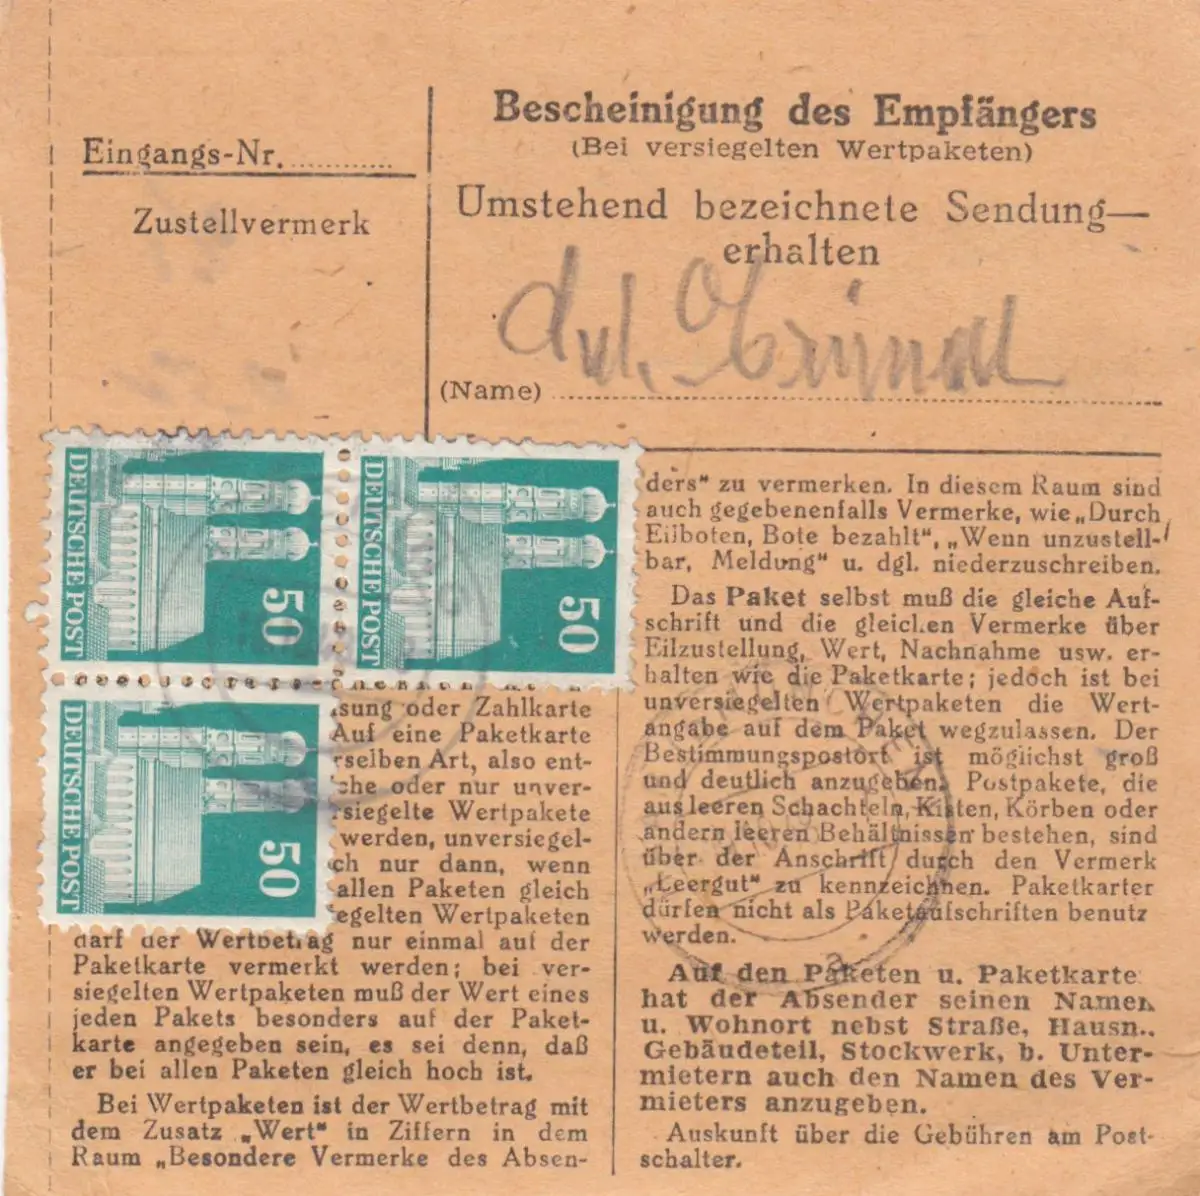 Eingangs-Nr.
Zustellvermerk
Bescheinigung des Empfängers
(Bei versiegelten Wertpaketen)
Umstehend bezeichnete Sendung—
erhalten
(Name)
DEUTSCHE POST
50
DEUTSCHE POST
50
DEUTSCHE POST
50
sung oder Zahlkarte
Auf eine Paketkarte
rselben Art, also ent-
che oder nur unver-
rsiegelte Wertpakete
werden, unversiegel-
ch nur dann, wenn
allen Paketen gleich
egelten Wertpaketen
darf der Wertbetrag nur einmal auf der
Paketkarte vermerkt werden; bei ver-
siegelten Wertpaketen muß der Wert eines
jeden Pakets besonders auf der Paket-
karte angegeben sein, es sei denn, daß
er bei allen Paketen gleich hoch ist.
Bei Wertpaketen ist der Wertbetrag mit
dem Zusatz „Wert" in Ziffern in dem
Raum „Besondere Vermerke des Absen-
ders" zu vermerken. In diesem Raum sind
auch gegebenenfalls Vermerke, wie „Durch
Eilboten, Bote bezahlt", „Wenn unzustell-
bar, Meldung" u. dgl. niederzuschreiben.
Das Paket selbst muß die gleiche Auf-
schrift und die gleichen Vermerke über
Eilzustellung, Wert, Nachnahme usw. er-
halten wie die Paketkarte; jedoch ist bei
unversiegelten Wertpaketen die Wert-
angabe auf dem Paket wegzulassen. Der
Bestimmungspostort ist möglichst groß
und deutlich anzugeben. Postpakete, die
aus leeren Schachteln, Kisten, Körben oder
andern leeren Behältnissen bestehen, sind
über der Anschrift durch den Vermerk
„Leergut" zu kennzeichnen. Paketkarten
dürfen nicht als Paketaufschriften benutz
werden.
Auf den Paketen u. Paketkarte
hat der Absender seinen Namen
u. Wohnort nebst Straße, Hausn.,
Gebäudeteil, Stockwerk, b. Unter-
mietern auch den Namen des Ver-
mieters anzugeben.
Auskunft über die Gebühren am Post-
schalter.